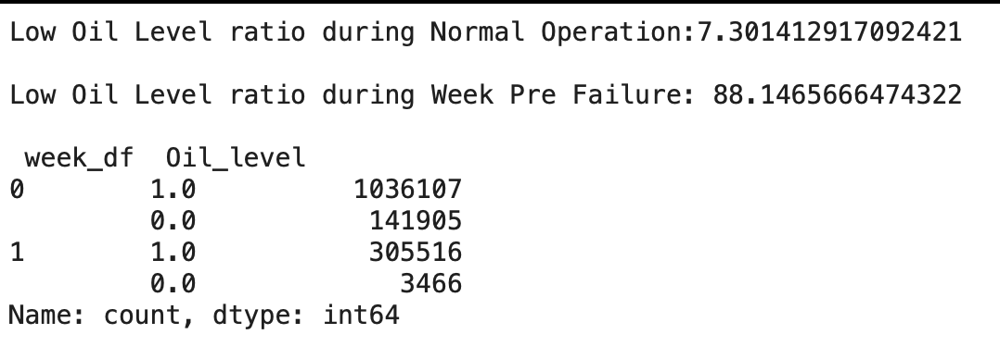 Low Oil Level ratio during Normal Operation:7.301412917092421
Low Oil Level ratio during Week Pre Failure: 88.1465666474322
week_df  Oil_level
0        1.0          1036107
         0.0           141905
1        1.0           305516
         0.0             3466
Name: count, dtype: int64